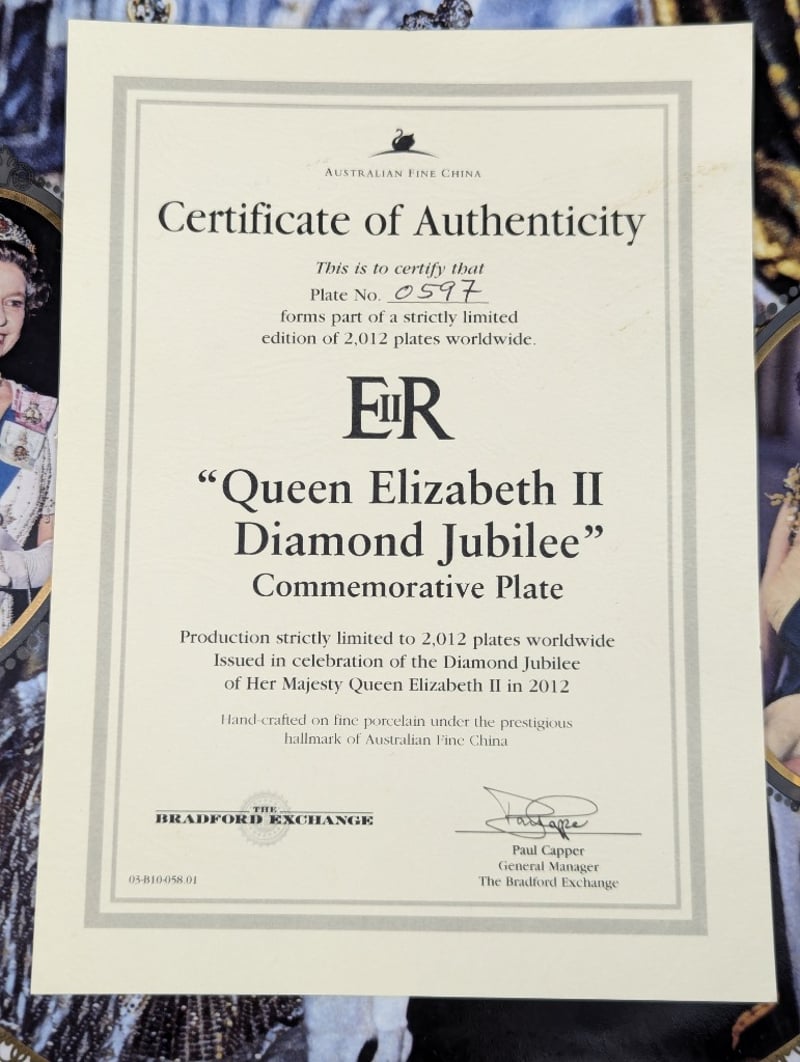 AUSTRALIAN FINE CHINA
Certificate of Authenticity
This is to certify that
Plate No. 0597
forms part of a strictly limited
edition of 2,012 plates worldwide.
EIIR
“Queen Elizabeth II
Diamond Jubilee”
Commemorative Plate
Production strictly limited to 2,012 plates worldwide
Issued in celebration of the Diamond Jubilee
of Her Majesty Queen Elizabeth II in 2012
Hand-crafted on fine porcelain under the prestigious
hallmark of Australian Fine China
THE
BRADFORD EXCHANGE
Paul Capper
General Manager
The Bradford Exchange
03-B10-058.01